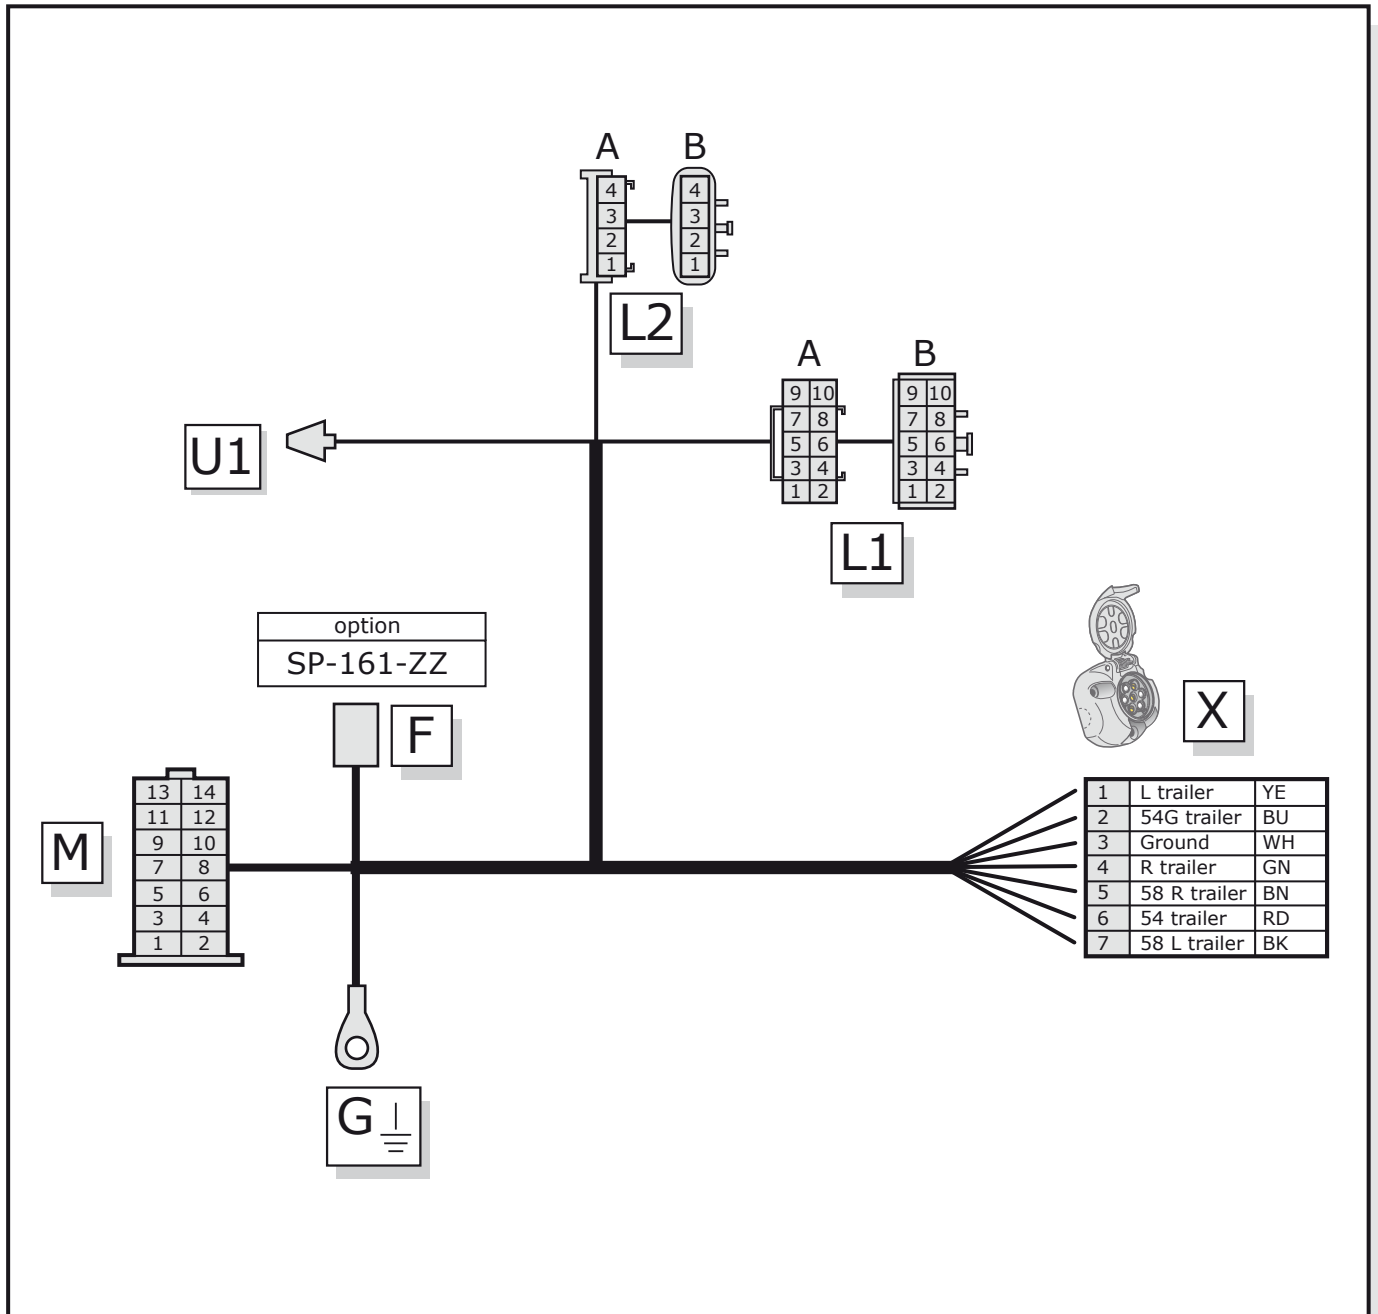 A B
4 4
3 3
2 2
1 1
L2
A B
9 10 9 10
7 8 7 8
5 6 5 6
3 4 3 4
1 2 1 2
L1
U1
option
SP-161-ZZ
F
X
M
13 14
11 12
9 10
7 8
5 6
3 4
1 2
1 L trailer YE
2 54G trailer BU
3 Ground WH
4 R trailer GN
5 58 R trailer BN
6 54 trailer RD
7 58 L trailer BK
G